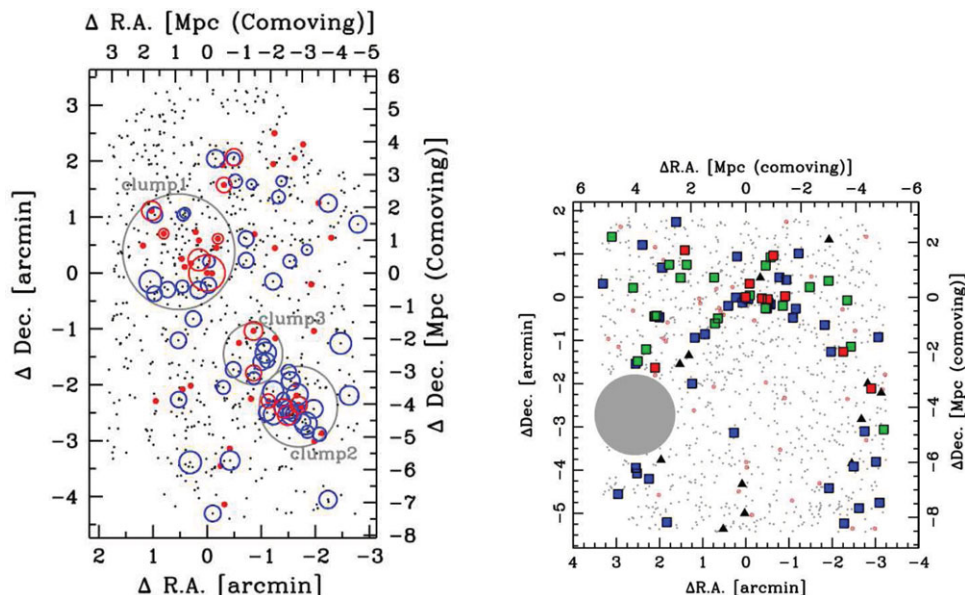 Δ R.A. [Mpc (Comoving)]
3 2 1 0 −1 −2 −3 −4 −5
Δ Dec. [arcmin]
3
2
1
0
−1
−2
−3
−4
clump1
clump3
clump2
6
5
4
3
2
1
0
−1
−2
−3
−4
−5
−6
−7
−8
Δ Dec. [Mpc (Comoving)]
2 1 0 −1 −2 −3
Δ R.A. [arcmin]
ΔR.A. [Mpc (comoving)]
6 4 2 0 −2 −4 −6
ΔDec. [arcmin]
2
1
0
−1
−2
−3
−4
−5
2
0
−2
−4
−6
−8
ΔDec. [Mpc (comoving)]
4 3 2 1 0 −1 −2 −3 −4
ΔR.A. [arcmin]